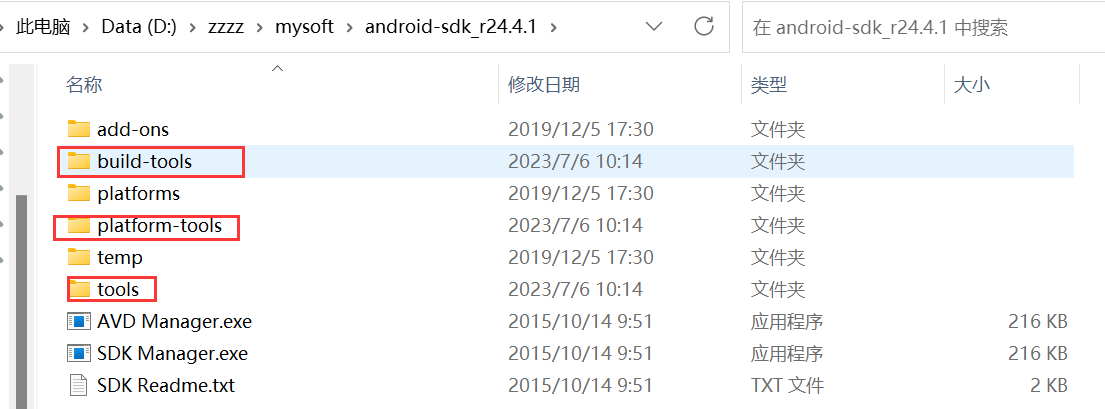 此电脑 > Data (D:) > zzzz > mysoft > android-sdk_r24.4.1 > 在 android-sdk_r24.4.1 中搜索
名称 修改日期 类型 大小
add-ons 2019/12/5 17:30 文件夹
build-tools 2023/7/6 10:14 文件夹
platforms 2019/12/5 17:30 文件夹
platform-tools 2023/7/6 10:14 文件夹
temp 2019/12/5 17:30 文件夹
tools 2023/7/6 10:14 文件夹
AVD Manager.exe 2015/10/14 9:51 应用程序 216 KB
SDK Manager.exe 2015/10/14 9:51 应用程序 216 KB
SDK Readme.txt 2015/10/14 9:51 TXT 文件 2 KB